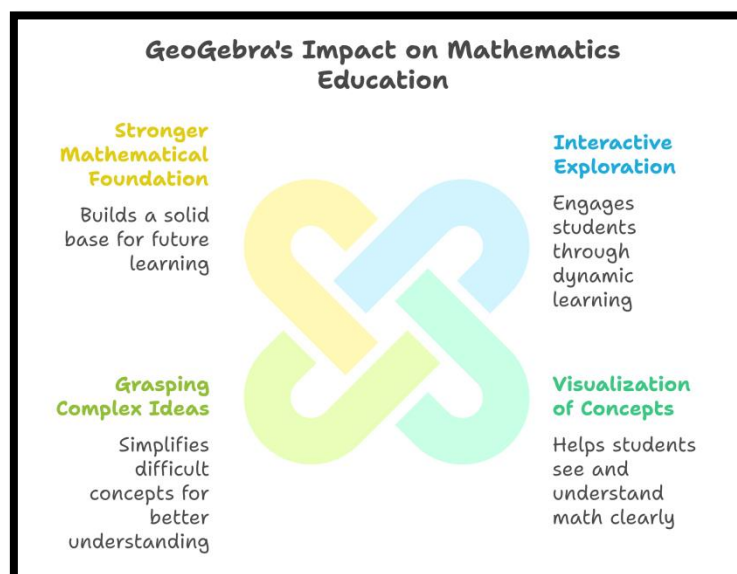 GeoGebra's Impact on Mathematics
Education
Stronger
Mathematical
Foundation
Builds a solid
base for future
learning
Interactive
Exploration
Engages
students
through
dynamic
learning
Grasping
Complex Ideas
Simplifies
difficult
concepts for
better
understanding
Visualization
of Concepts
Helps students
see and
understand
math clearly